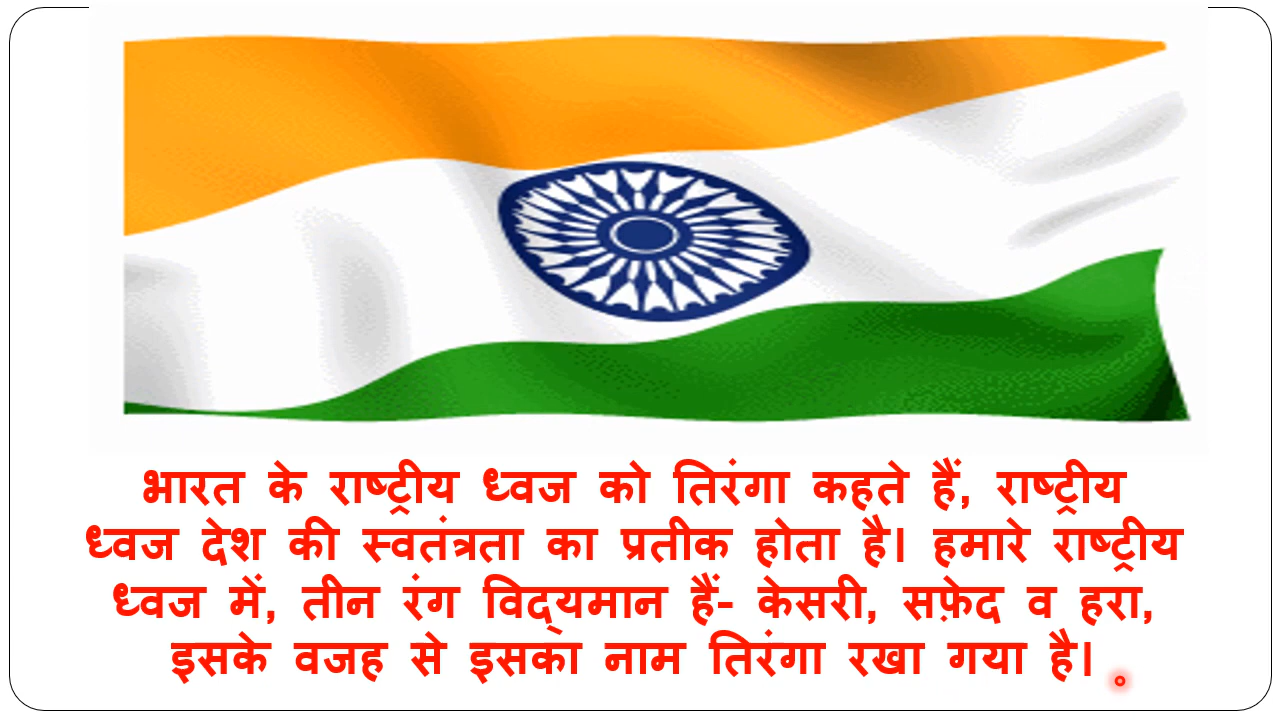 भारत के राष्ट्रीय ध्वज को तिरंगा कहते हैं, राष्ट्रीय
ध्वज देश की स्वतंत्रता का प्रतीक होता है। हमारे राष्ट्रीय
ध्वज में, तीन रंग विद्यमान हैं- केसरी, सफ़ेद व हरा,
इसके वजह से इसका नाम तिरंगा रखा गया है।